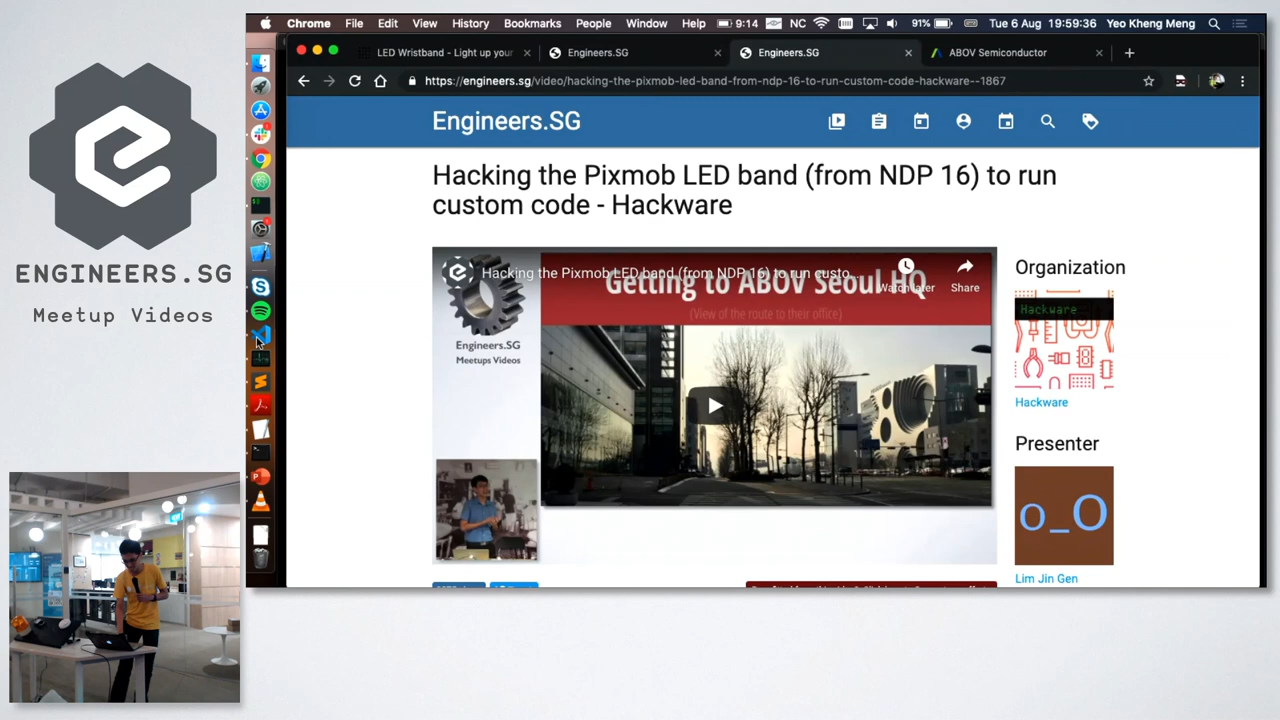 Chrome File Edit View History Bookmarks People Window Help 9:14 NC 91% Tue 6 Aug 19:59:36 Yeo Kheng Meng
LED Wristband - Light up your
Engineers.SG
Engineers.SG
ABOV Semiconductor
https://engineers.sg/video/hacking-the-pixmob-led-band-from-ndp-16-to-run-custom-code-hackware--1867
Engineers.SG
Hacking the Pixmob LED band (from NDP 16) to run
custom code - Hackware
Hacking the Pixmob LED band (from NDP 16) to run custo...
Watch later
Share
Getting to ABOV Seoul HQ
(View of the route to their office)
Engineers.SG
Meetups Videos
Organization
Hackware
Hackware
Presenter
o_O
Lim Jin Gen
ENGINEERS.SG
Meetup Videos